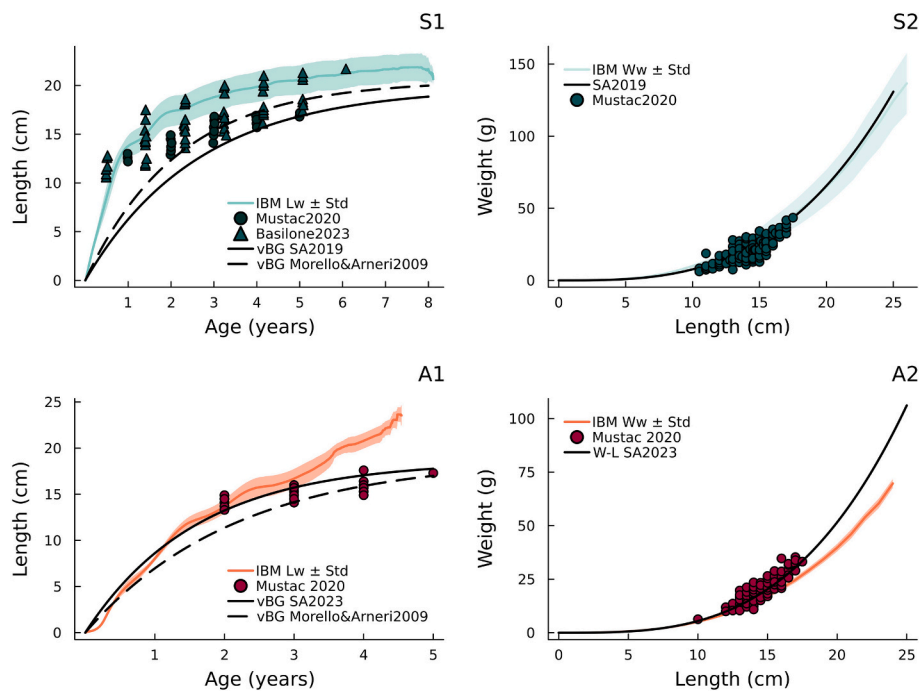 S1
20
15
10
5
0
Length (cm)
IBM Lw ± Std
Mustac2020
Basilone2023
vBG SA2019
vBG Morello&Arneri2009
1 2 3 4 5 6 7 8
Age (years)
S2
150
100
50
0
Weight (g)
IBM Ww ± Std
SA2019
Mustac2020
0 5 10 15 20 25
Length (cm)
A1
25
20
15
10
5
0
Length (cm)
IBM Lw ± Std
Mustac 2020
vBG SA2023
vBG Morello&Arneri2009
1 2 3 4 5
Age (years)
A2
100
75
50
25
0
Weight (g)
IBM Ww ± Std
Mustac 2020
W-L SA2023
0 5 10 15 20 25
Length (cm)